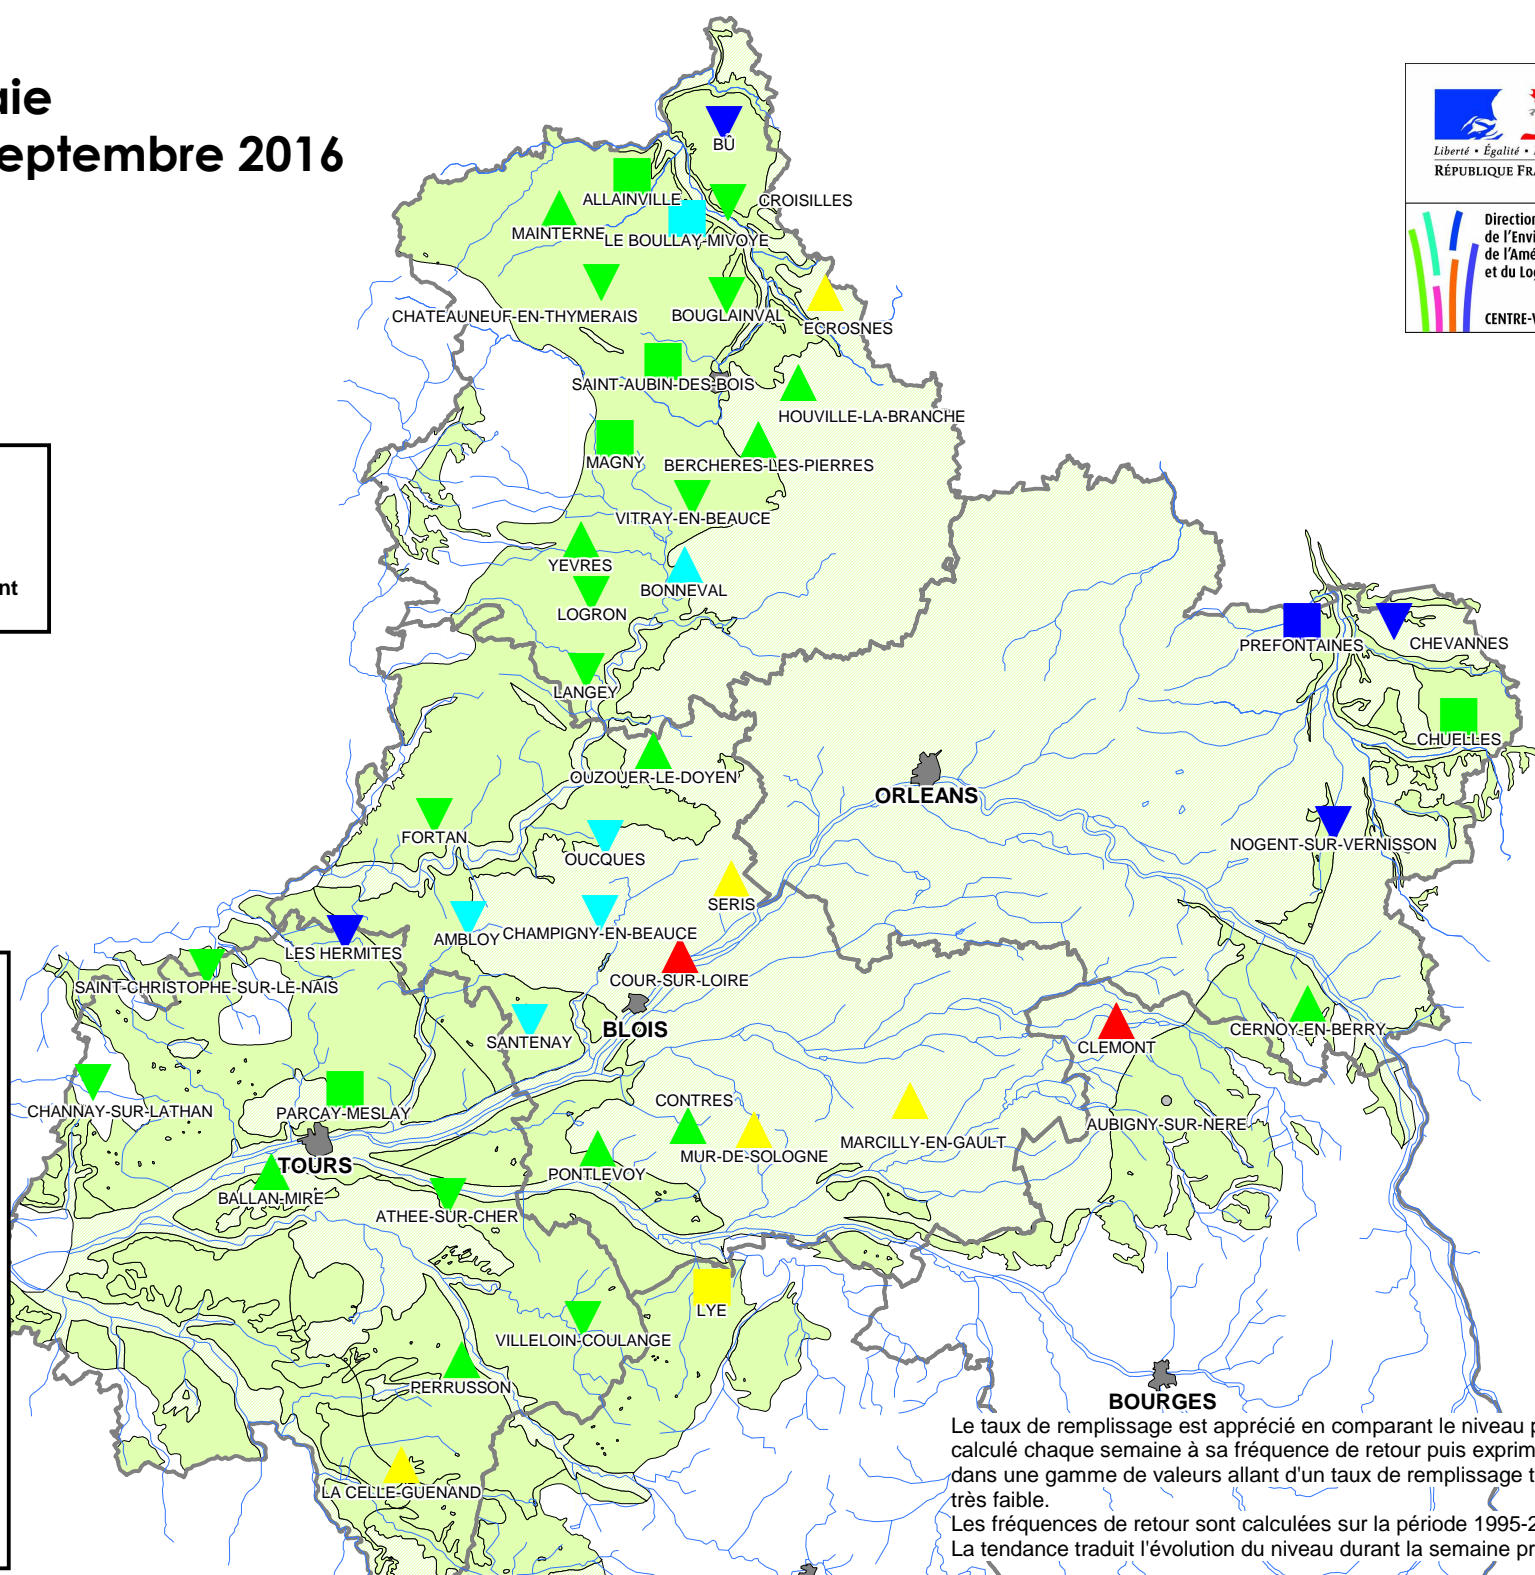 aie
eptembre 2016
Liberté • Égalité •
RÉPUBLIQUE FRA
Direction
de l'Envi
de l'Amé
et du Log
CENTRE-V
nt
BÛ
ALLAINVILLE
CROISILLES
MAINTERNE
LE BOULLAY-MIVOYE
CHATEAUNEUF-EN-THYMERAIS
BOUGLAINVAL
ECROSNES
SAINT-AUBIN-DES-BOIS
HOUVILLE-LA-BRANCHE
MAGNY
BERCHERES-LES-PIERRES
VITRAY-EN-BEAUCE
YEVRES
BONNEVAL
LOGRON
PREFONTAINES
CHEVANNES
LANGEY
CHUELLES
OUZOUER-LE-DOYEN
ORLEANS
FORTAN
OUCQUES
NOGENT-SUR-VERNISSON
SERIS
AMBLOY
CHAMPIGNY-EN-BEAUCE
LES HERMITES
COUR-SUR-LOIRE
SAINT-CHRISTOPHE-SUR-LE-NAIS
BLOIS
SANTENAY
CLEMONT
CERNOY-EN-BERRY
CHANNAY-SUR-LATHAN
PARCAY-MESLAY
CONTRES
AUBIGNY-SUR-NERE
MARCILLY-EN-GAULT
MUR-DE-SOLOGNE
TOURS
PONTLEVOY
BALLAN-MIRE
ATHEE-SUR-CHER
LYE
VILLELOIN-COULANGE
PERRUSSON
BOURGES
LA CELLE-GUENAND
Le taux de remplissage est apprécié en comparant le niveau p
calculé chaque semaine à sa fréquence de retour puis exprim
dans une gamme de valeurs allant d'un taux de remplissage t
très faible.
Les fréquences de retour sont calculées sur la période 1995-2
La tendance traduit l'évolution du niveau durant la semaine pr